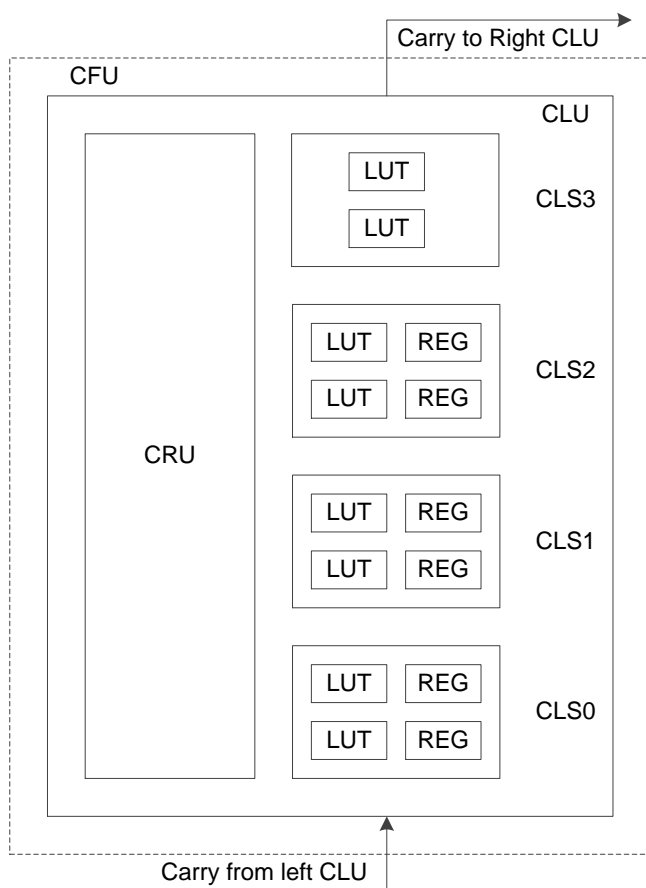 Carry to Right CLU
CFU
CLU
LUT
LUT
CLS3
LUT REG
LUT REG
CLS2
CRU
LUT REG
LUT REG
CLS1
LUT REG
LUT REG
CLS0
Carry from left CLU